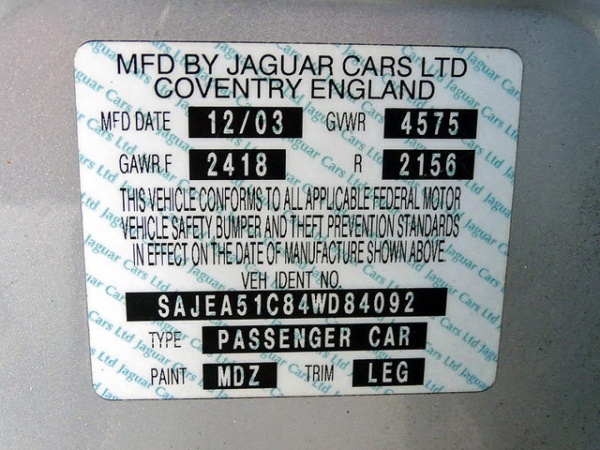 MFD BY JAGUAR CARS LTD
COVENTRY ENGLAND
MFD DATE 12/03 GVWR 4575
GAWR F 2418 R 2156
THIS VEHICLE CONFORMS TO ALL APPLICABLE FEDERAL MOTOR
VEHICLE SAFETY, BUMPER AND THEFT PREVENTION STANDARDS
IN EFFECT ON THE DATE OF MANUFACTURE SHOWN ABOVE.
VEH IDENT NO.
SAJEA51C84WD84092
TYPE PASSENGER CAR
PAINT MDZ TRIM LEG